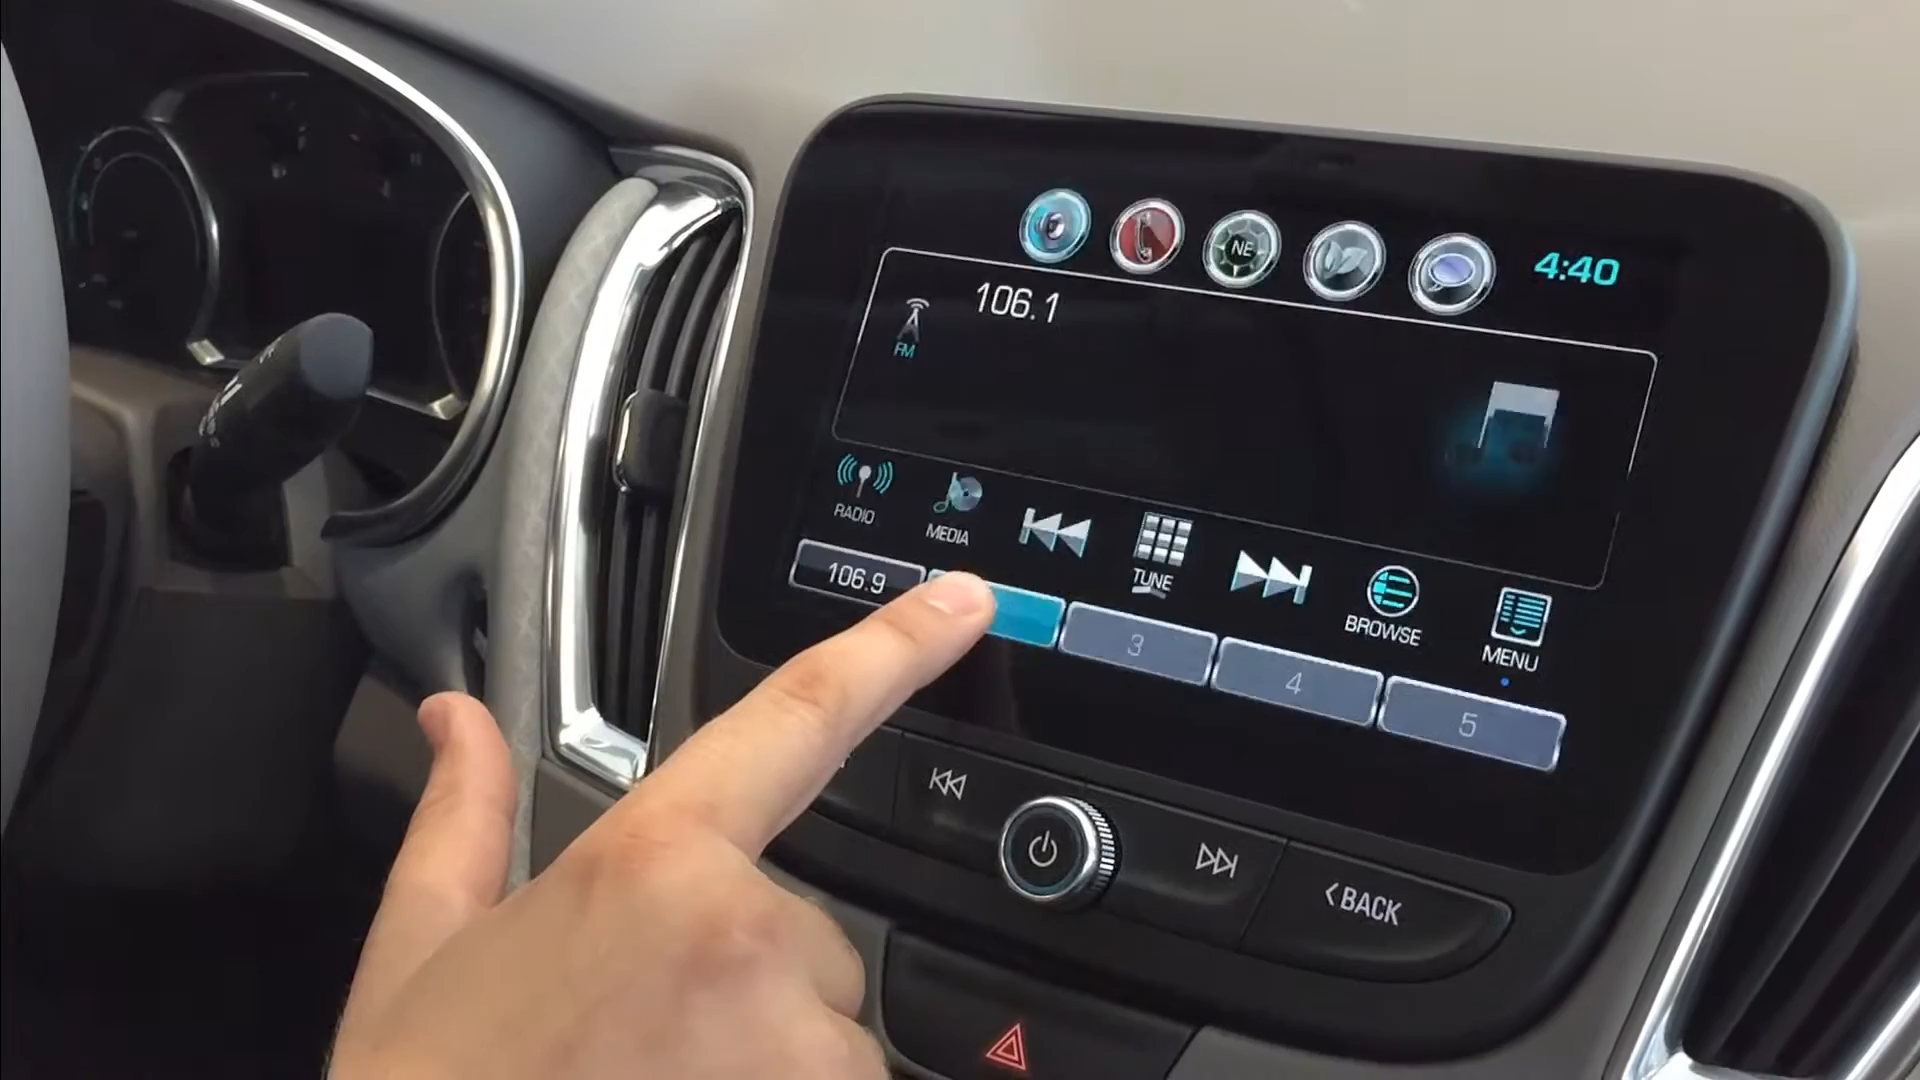 NE
4:40
106.1
FM
RADIO
MEDIA
TUNE
BROWSE
MENU
106.9
3
4
5
BACK